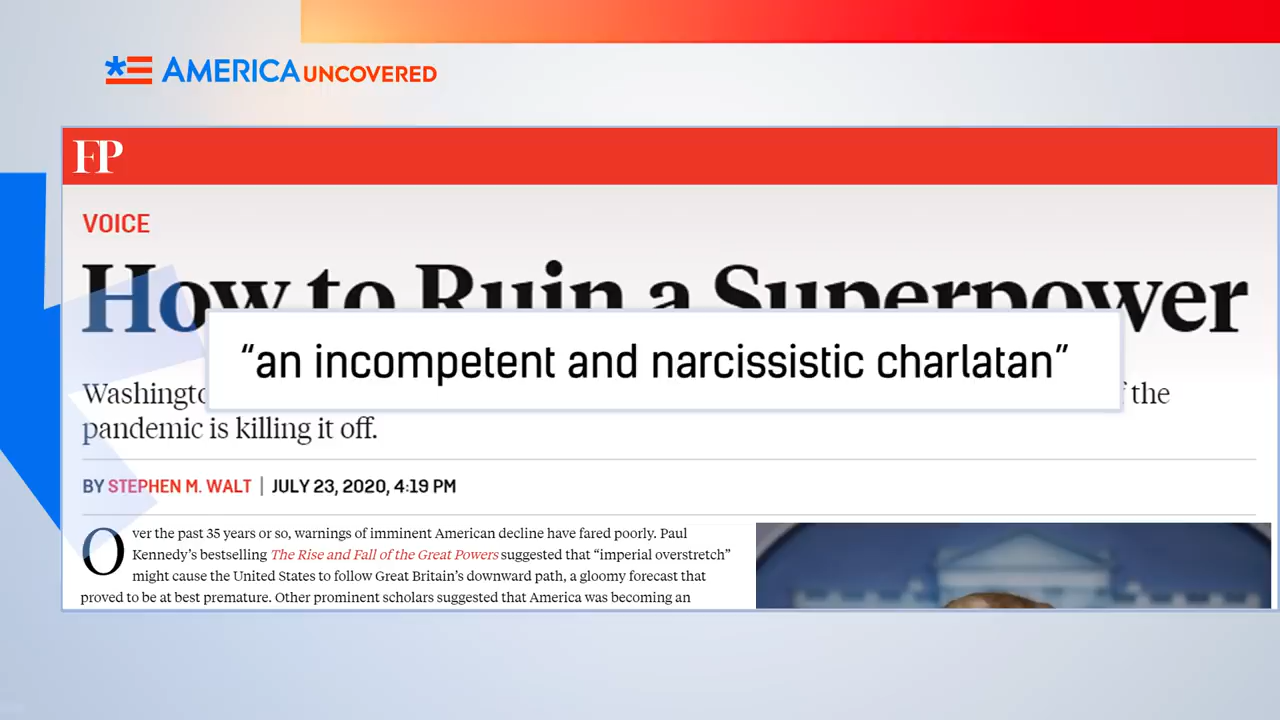 AMERICA UNCOVERED
FP
VOICE
How to Ruin a Superpower
“an incompetent and narcissistic charlatan”
the
pandemic is killing it off.
BY STEPHEN M. WALT | JULY 23, 2020, 4:19 PM
Over the past 35 years or so, warnings of imminent American decline have fared poorly. Paul
Kennedy’s bestselling The Rise and Fall of the Great Powers suggested that “imperial overstretch”
might cause the United States to follow Great Britain’s downward path, a gloomy forecast that
proved to be at best premature. Other prominent scholars suggested that America was becoming an